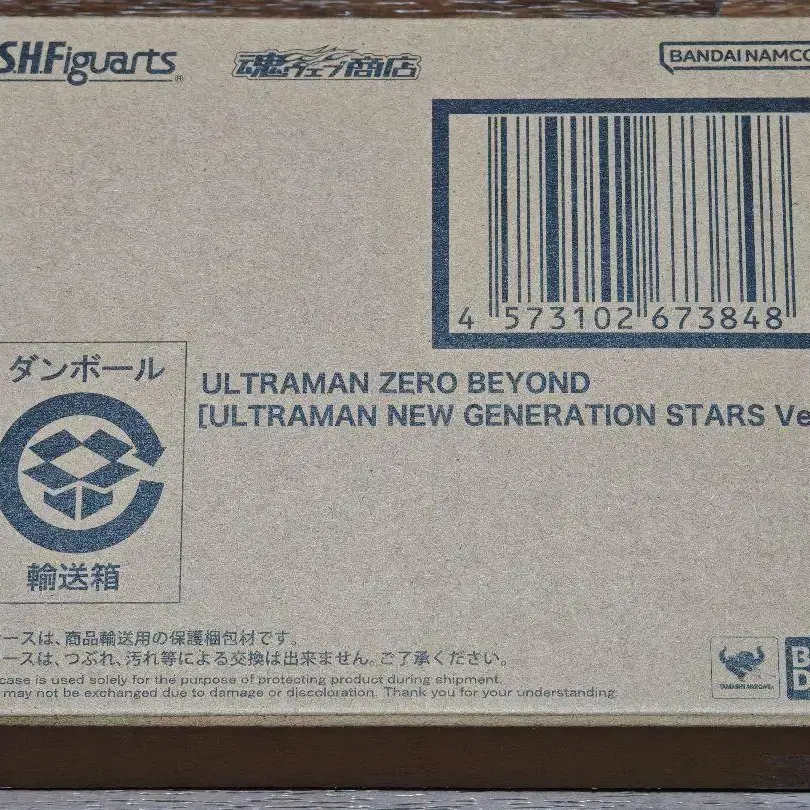 S.H.Figuarts
魂ウェブ商店
BANDAI NAMCO
4 573102 673848
ダンボール
ULTRAMAN ZERO BEYOND
[ULTRAMAN NEW GENERATION STARS Ve
輸送箱
ースは、商品輸送用の保護梱包材です。
ースは、つぶれ、汚れ等による交換は出来ません。ご了承ください。
case is used solely for the purpose of protecting product during shipment.
may not be exchanged due to damage or discoloration. Thank you for your understanding.
TAMASHII NATIONS
B
D